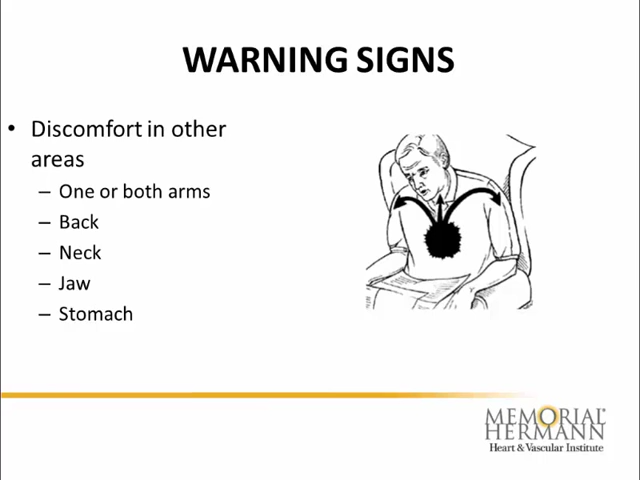 WARNING SIGNS
• Discomfort in other
areas
– One or both arms
– Back
– Neck
– Jaw
– Stomach
MEMORIAL
HERMANN
Heart & Vascular Institute